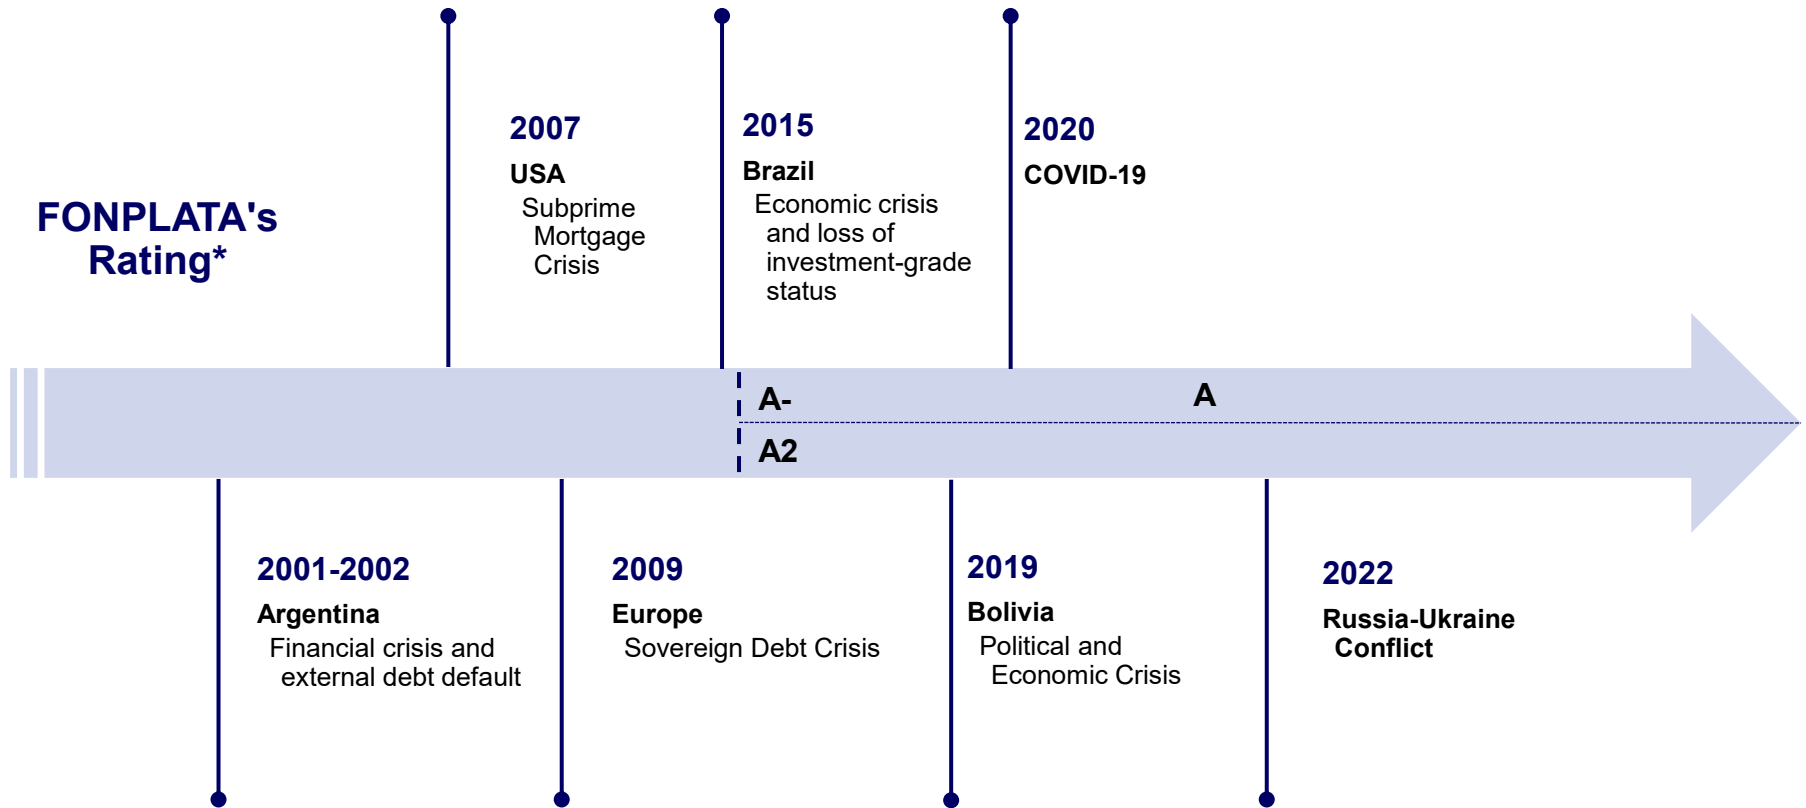 FONPLATA's
Rating*
2007
USA
Subprime
Mortgage
Crisis
2015
Brazil
Economic crisis
and loss of
investment-grade
status
2020
COVID-19
A-
A
A2
2001-2002
Argentina
Financial crisis and
external debt default
2009
Europe
Sovereign Debt Crisis
2019
Bolivia
Political and
Economic Crisis
2022
Russia-Ukraine
Conflict